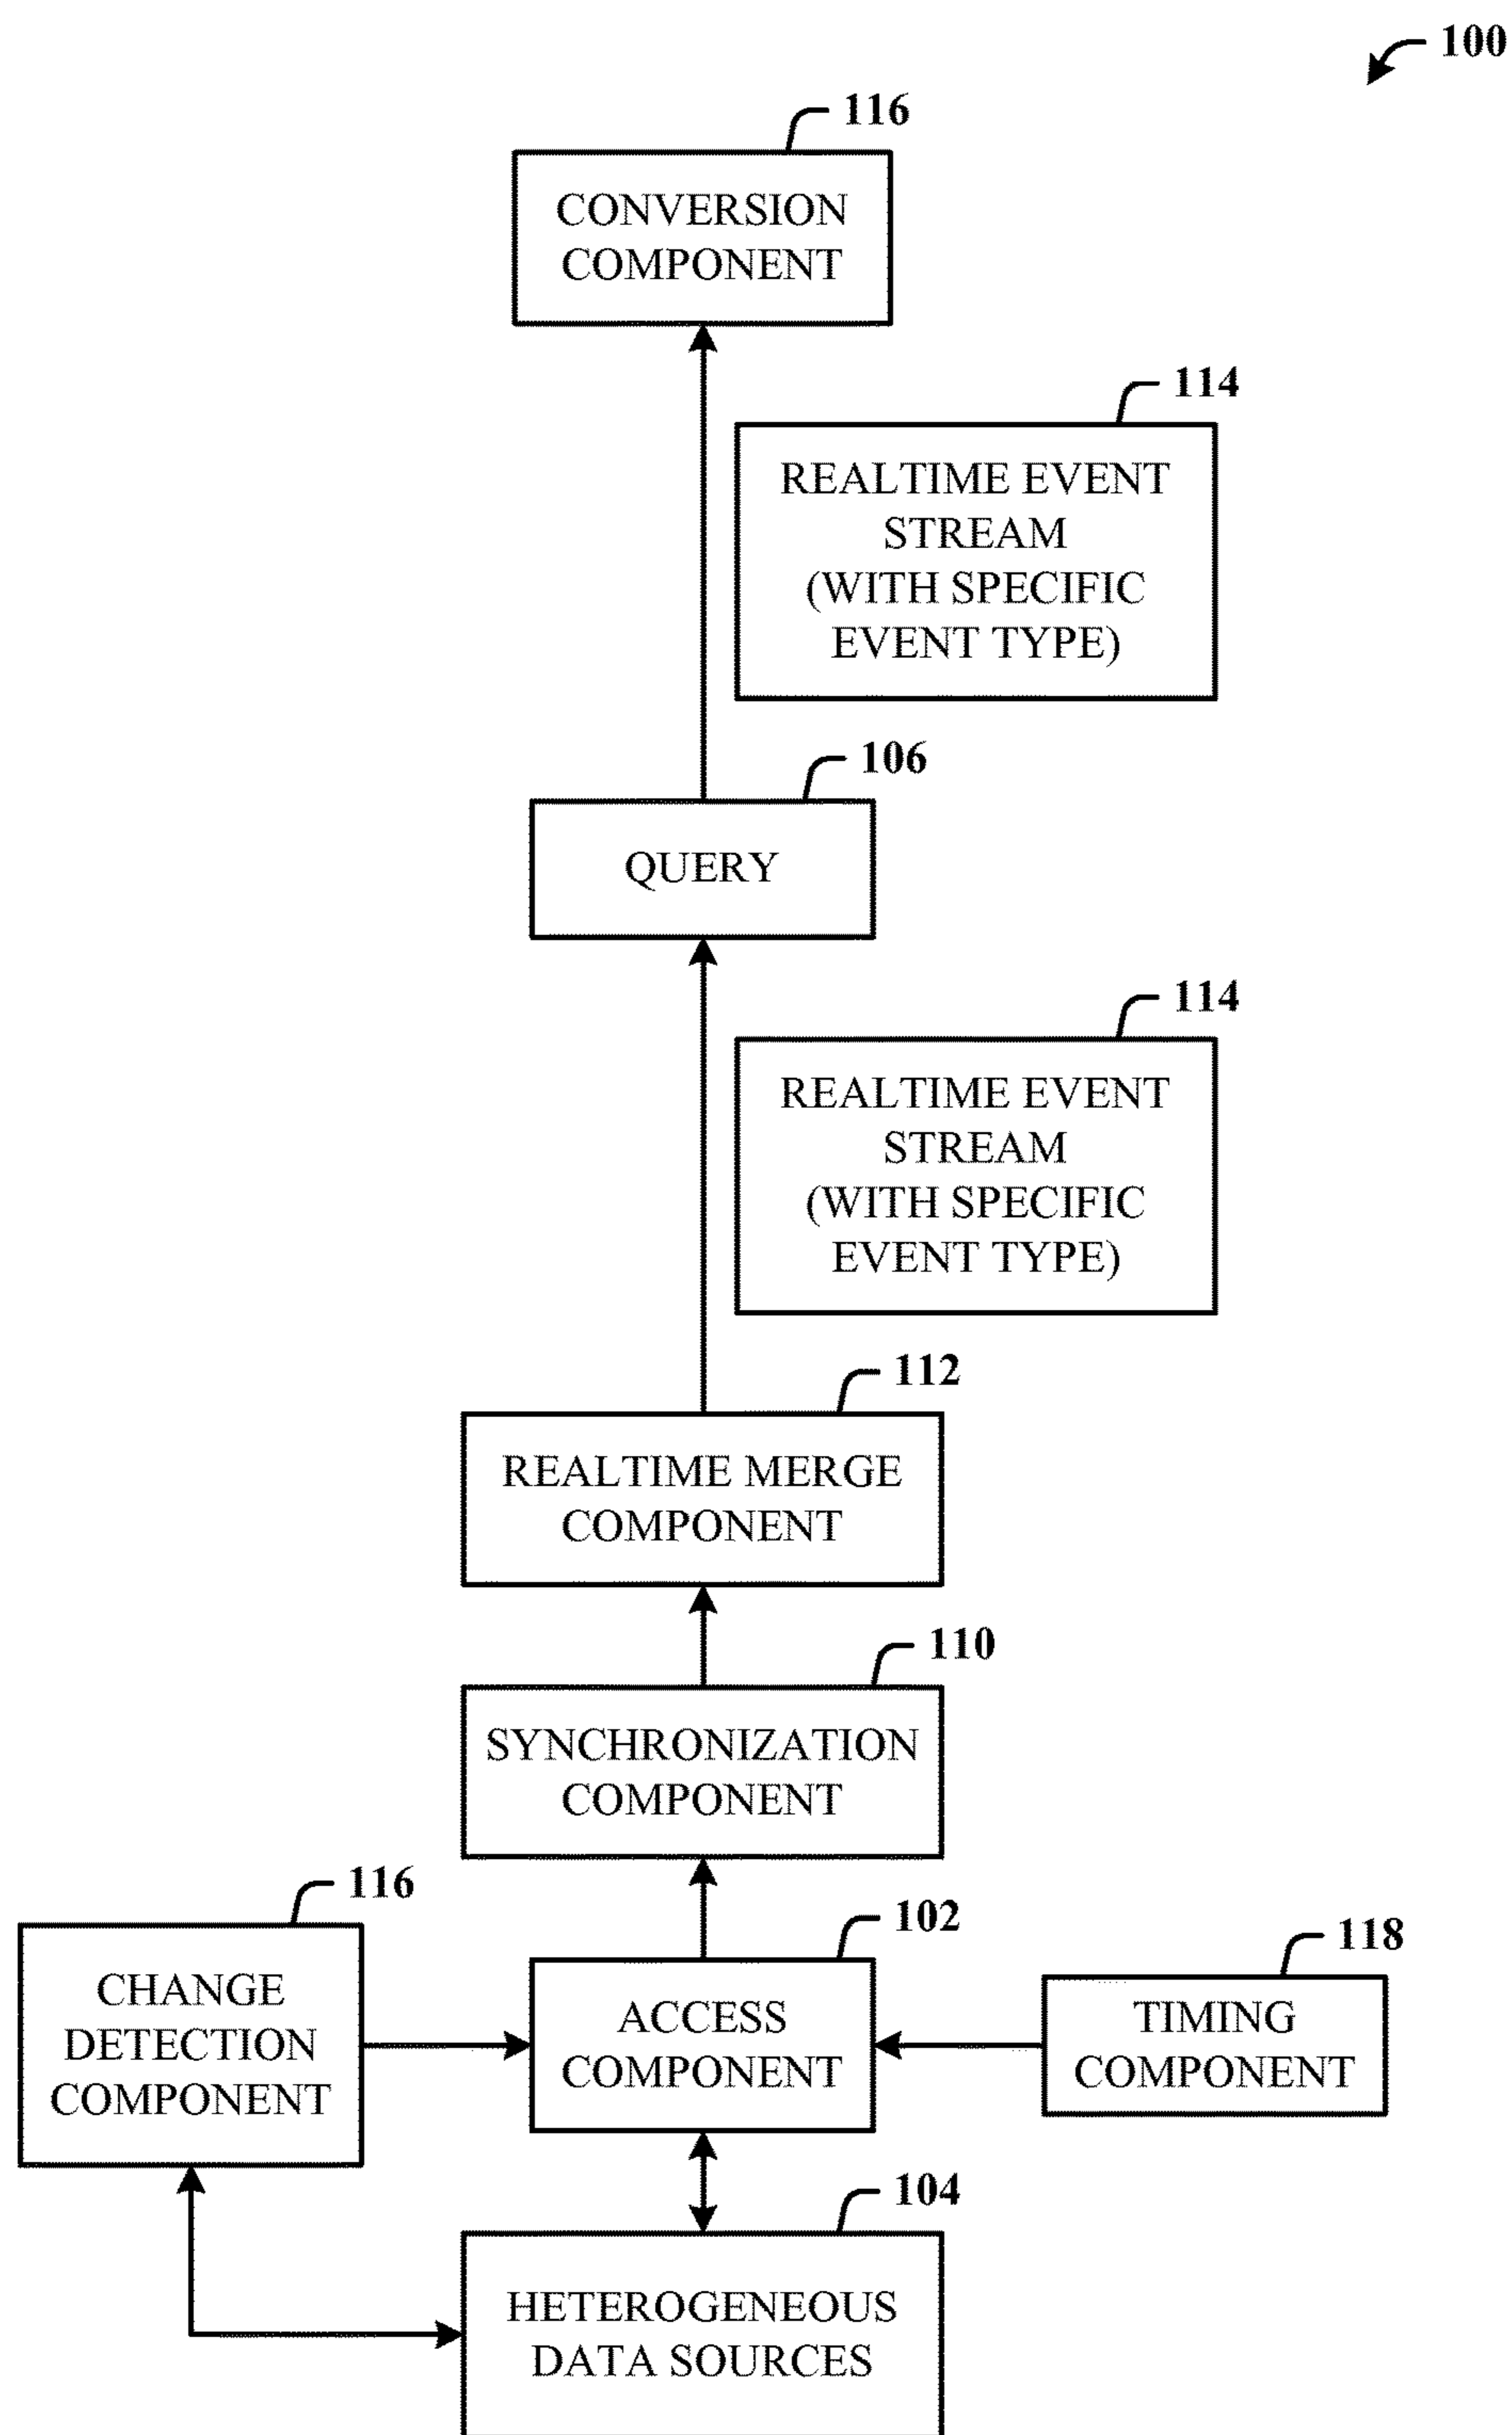 100
116
CONVERSION
COMPONENT
114
REALTIME EVENT
STREAM
(WITH SPECIFIC
EVENT TYPE)
106
QUERY
114
REALTIME EVENT
STREAM
(WITH SPECIFIC
EVENT TYPE)
112
REALTIME MERGE
COMPONENT
110
SYNCHRONIZATION
COMPONENT
116
CHANGE
DETECTION
COMPONENT
102
ACCESS
COMPONENT
118
TIMING
COMPONENT
104
HETEROGENEOUS
DATA SOURCES